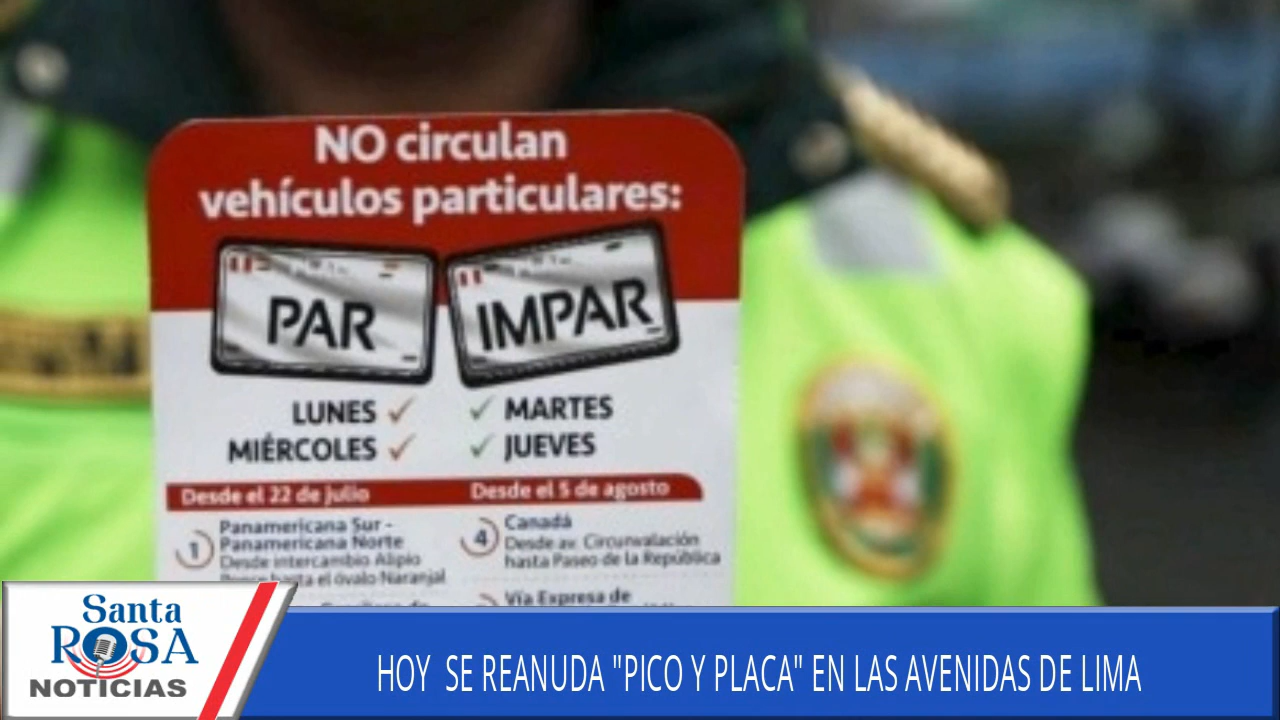 NO circulan
vehículos particulares:
PAR
IMPAR
LUNES ✓
MIÉRCOLES ✓
✓ MARTES
✓ JUEVES
Desde el 22 de julio
Desde el 5 de agosto
1
Panamericana Sur -
Panamericana Norte
Desde intercambio Alipio
hasta el óvalo Naranjal
4
Canadá
Desde av. Circunvalación
hasta Paseo de la República
Vía Expresa de
Santa
ROSA
NOTICIAS
HOY SE REANUDA "PICO Y PLACA" EN LAS AVENIDAS DE LIMA